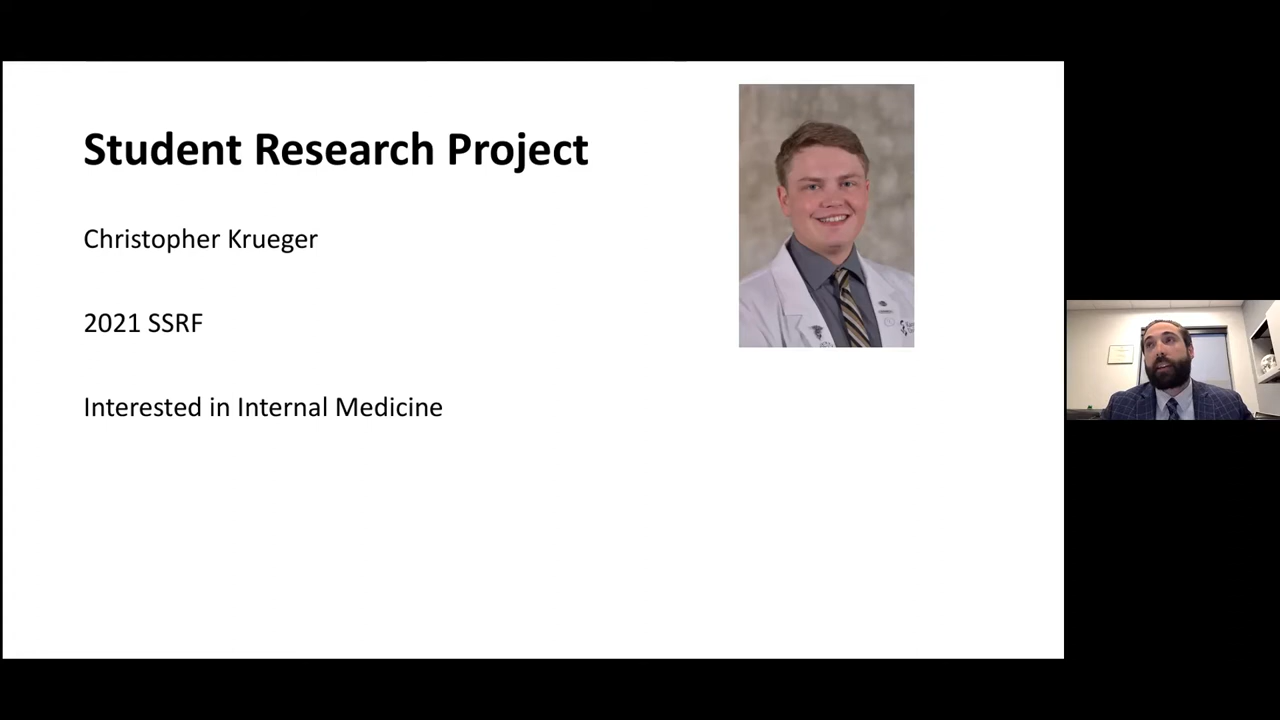 Student Research Project
Christopher Krueger
2021 SSRF
Interested in Internal Medicine